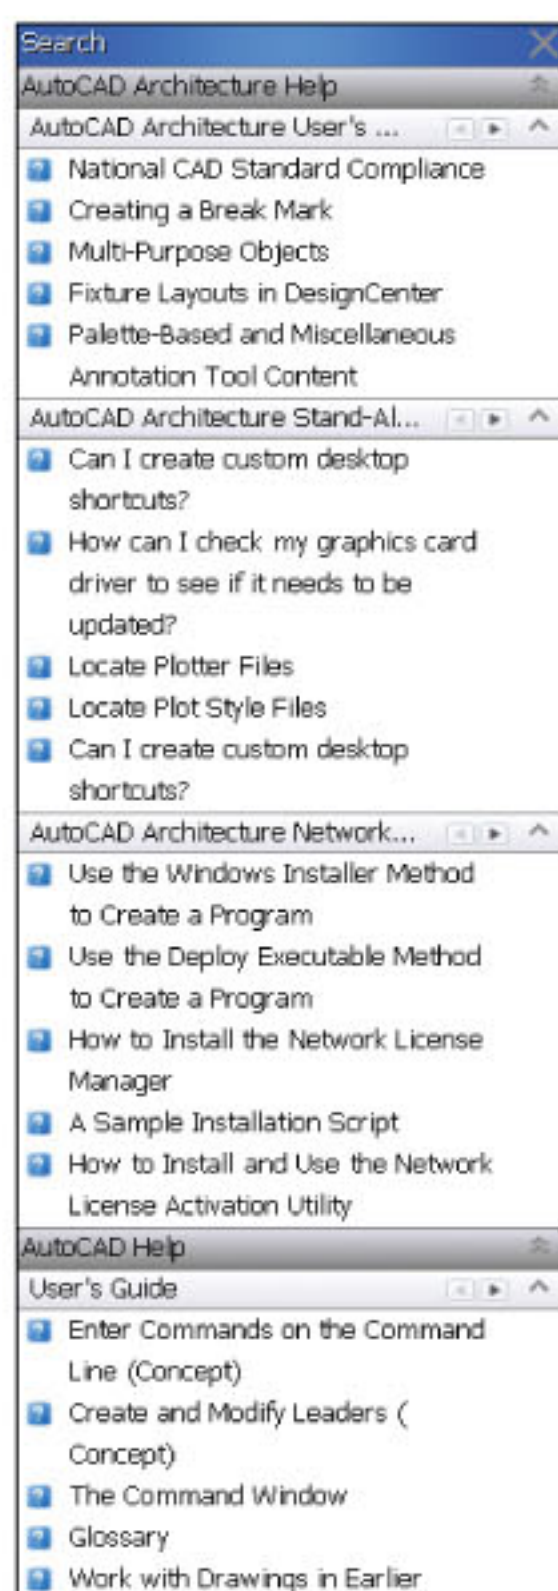 Search
AutoCAD Architecture Help
AutoCAD Architecture User's ...
National CAD Standard Compliance
Creating a Break Mark
Multi-Purpose Objects
Fixture Layouts in DesignCenter
Palette-Based and Miscellaneous
Annotation Tool Content
AutoCAD Architecture Stand-Al...
Can I create custom desktop
shortcuts?
How can I check my graphics card
driver to see if it needs to be
updated?
Locate Plotter Files
Locate Plot Style Files
Can I create custom desktop
shortcuts?
AutoCAD Architecture Network...
Use the Windows Installer Method
to Create a Program
Use the Deploy Executable Method
to Create a Program
How to Install the Network License
Manager
A Sample Installation Script
How to Install and Use the Network
License Activation Utility
AutoCAD Help
User's Guide
Enter Commands on the Command
Line (Concept)
Create and Modify Leaders (
Concept)
The Command Window
Glossary
Work with Drawings in Earlier